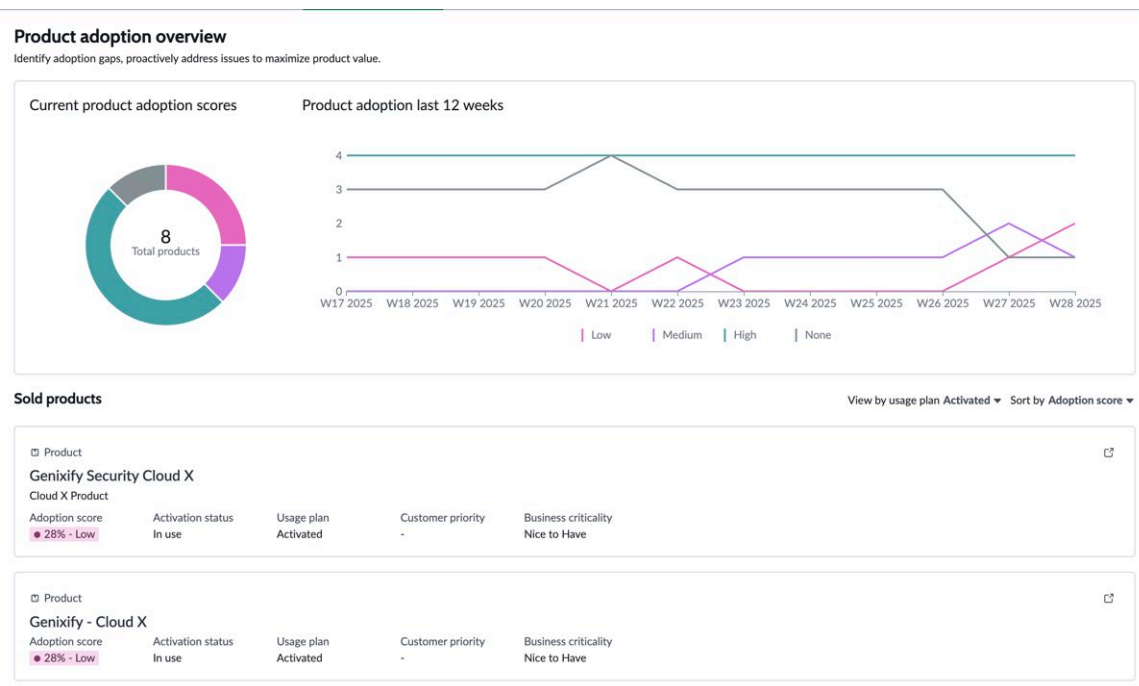 Product adoption overview
Identify adoption gaps, proactively address issues to maximize product value.
Current product adoption scores
8
Total products
Product adoption last 12 weeks
4
3
2
1
0
W17 2025 W18 2025 W19 2025 W20 2025 W21 2025 W22 2025 W23 2025 W24 2025 W25 2025 W26 2025 W27 2025 W28 2025
Low Medium High None
Sold products
View by usage plan Activated Sort by Adoption score
Product
Genixify Security Cloud X
Cloud X Product
Adoption score Activation status Usage plan Customer priority Business criticality
28% - Low In use Activated - Nice to Have
Product
Genixify - Cloud X
Adoption score Activation status Usage plan Customer priority Business criticality
28% - Low In use Activated - Nice to Have